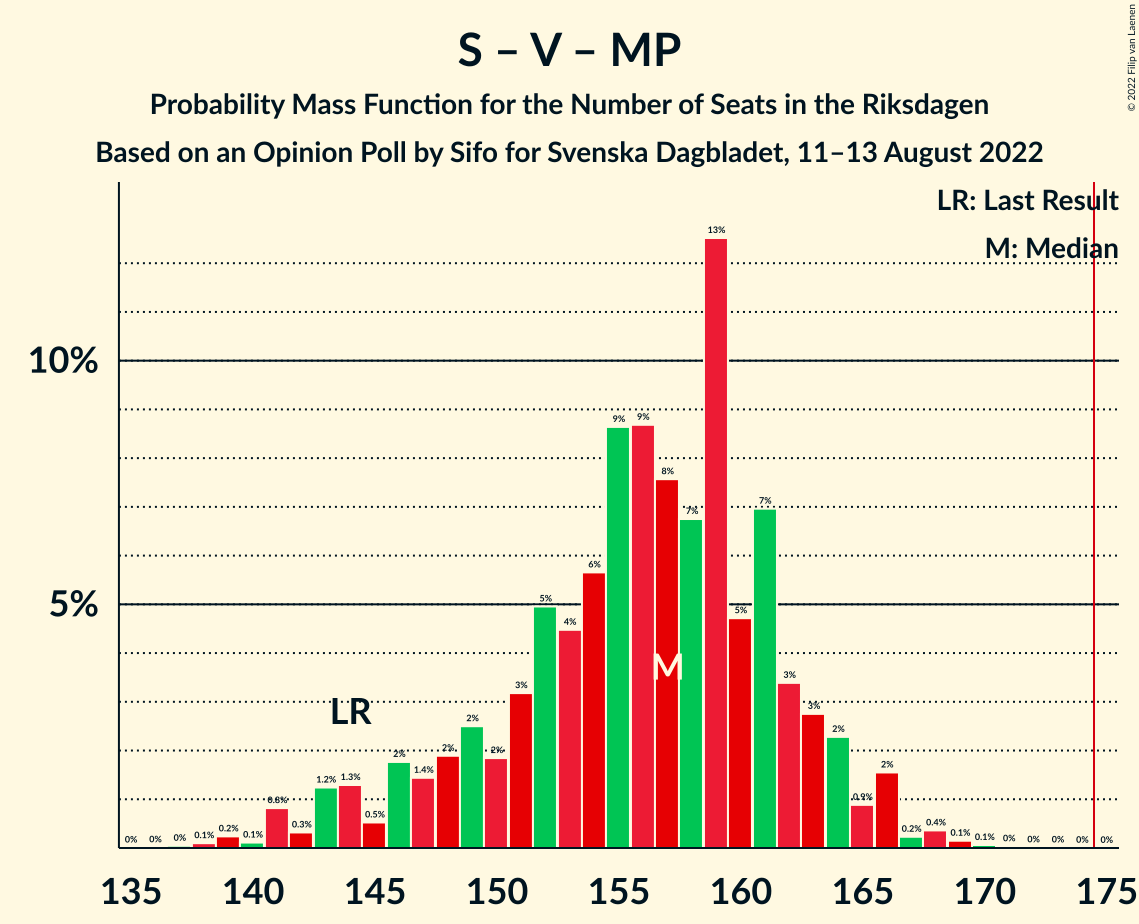 S – V – MP
Probability Mass Function for the Number of Seats in the Riksdagen
Based on an Opinion Poll by Sifo for Svenska Dagbladet, 11–13 August 2022
© 2022 Filip van Laenen
LR: Last Result
M: Median
10%
5%
0% 0% 0% 0.1% 0.2% 0.1% 0.8% 0.3% 1.2% 1.3% 0.5% 2% 1.4% 2% 2% 2% 3% 5% 4% 6% 9% 9% 8% 7% 13% 5% 7% 3% 3% 2% 0.9% 2% 0.2% 0.4% 0.1% 0.1% 0% 0% 0% 0% 0%
LR
M
135 140 145 150 155 160 165 170 175